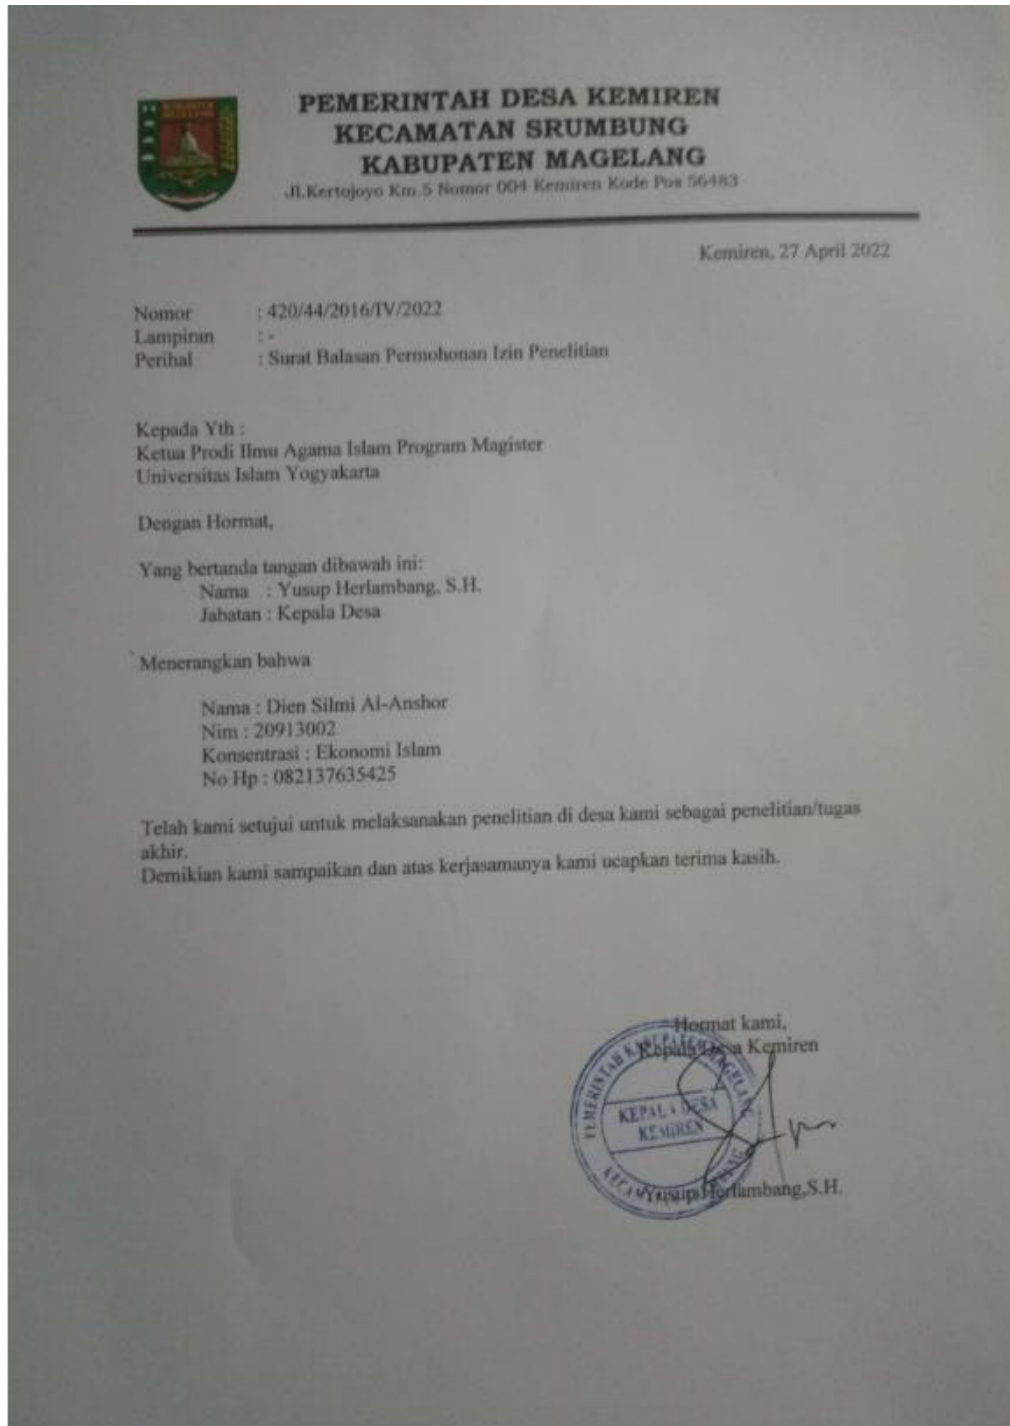 PEMERINTAH DESA KEMIREN
KECAMATAN SRUMBUNG
KABUPATEN MAGELANG
Jl.Kertojoyo Km.5 Nomor 004 Kemiren Kode Pos 56483
Kemiren, 27 April 2022
Nomor : 420/44/2016/IV/2022
Lampiran : -
Perihal : Surat Balasan Permohonan Izin Penelitian
Kepada Yth :
Ketua Prodi Ilmu Agama Islam Program Magister
Universitas Islam Yogyakarta
Dengan Hormat,
Yang bertanda tangan dibawah ini:
Nama : Yusup Herlambang, S.H.
Jabatan : Kepala Desa
Menerangkan bahwa
Nama : Dien Silmi Al-Anshor
Nim : 20913002
Konsentrasi : Ekonomi Islam
No Hp : 082137635425
Telah kami setujui untuk melaksanakan penelitian di desa kami sebagai penelitian/tugas
akhir.
Demikian kami sampaikan dan atas kerjasamanya kami ucapkan terima kasih.
Hormat kami,
Kepala Desa Kemiren
PEMERINTAH KABUPATEN MAGELANG
KEPALA DESA
KEMIREN
Yusup Herlambang,S.H.